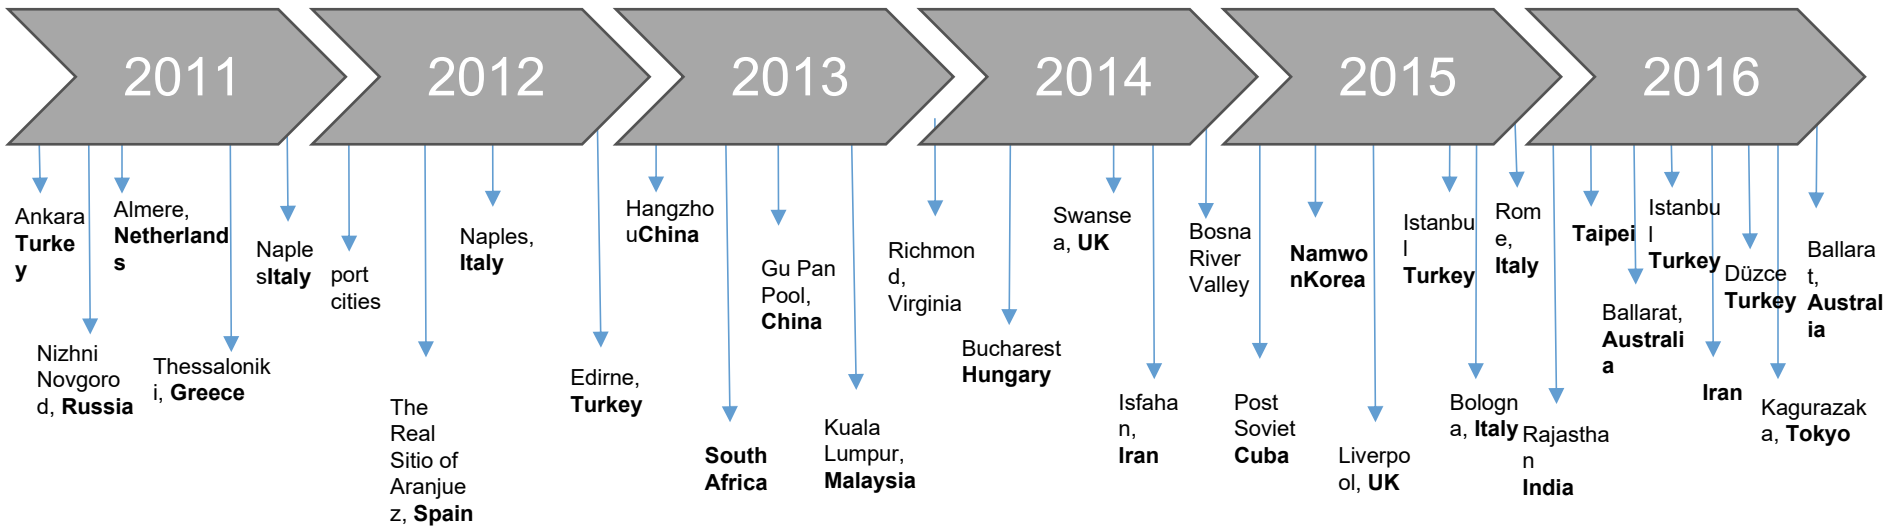 2011
2012
2013
2014
2015
2016
Ankara
Turke
y
Nizhni
Novgoro
d, Russia
Almere,
Netherland
s
Thessalonik
i, Greece
Naple
sItaly
port
cities
The
Real
Sitio of
Aranjue
z, Spain
Naples,
Italy
Edirne,
Turkey
Hangzho
uChina
South
Africa
Gu Pan
Pool,
China
Kuala
Lumpur,
Malaysia
Richmon
d,
Virginia
Bucharest
Hungary
Swanse
a, UK
Isfaha
n,
Iran
Bosna
River
Valley
Post
Soviet
Cuba
Namwo
nKorea
Liverpo
ol, UK
Istanbu
l
Turkey
Bologn
a, Italy
Rom
e,
Italy
Rajastha
n
India
Taipei
Ballarat,
Australi
a
Istanbu
l
Turkey
Iran
Düzce
Turkey
Kagurazak
a, Tokyo
Ballara
t,
Austral
ia